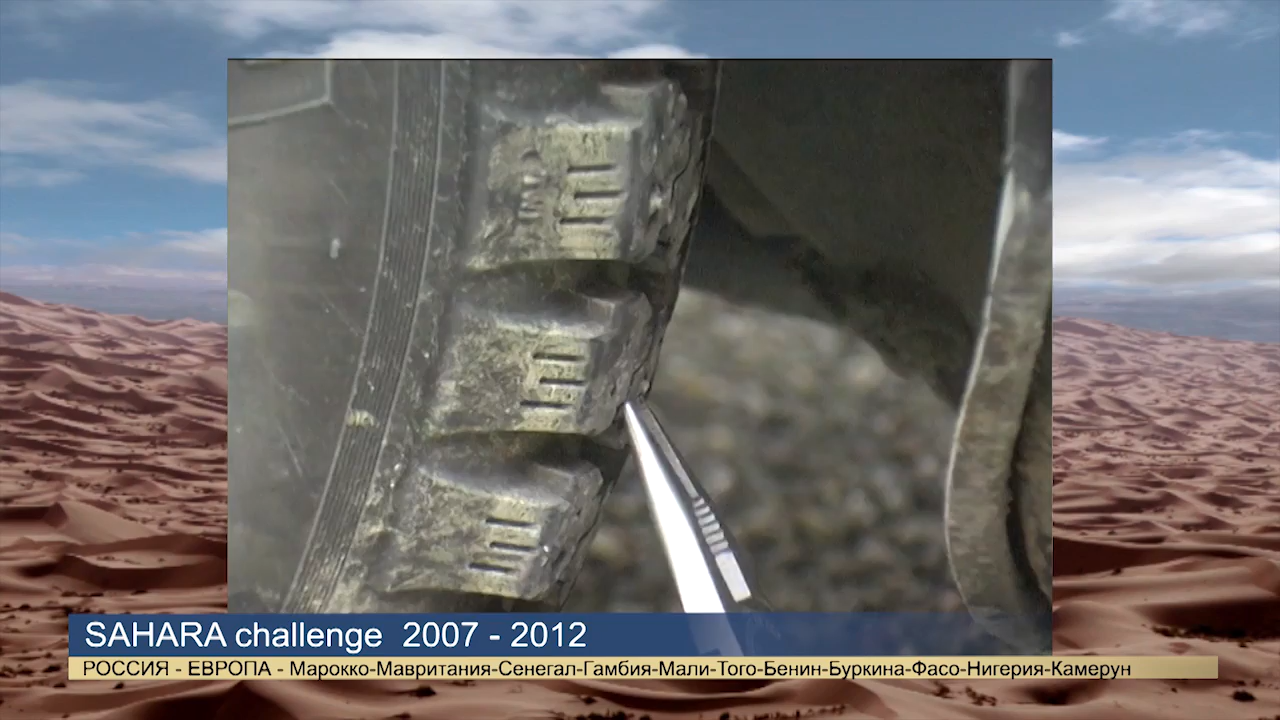 SAHARA challenge 2007 - 2012
РОССИЯ - ЕВРОПА - Марокко-Мавритания-Сенегал-Гамбия-Мали-Того-Бенин-Буркина-Фасо-Нигерия-Камерун